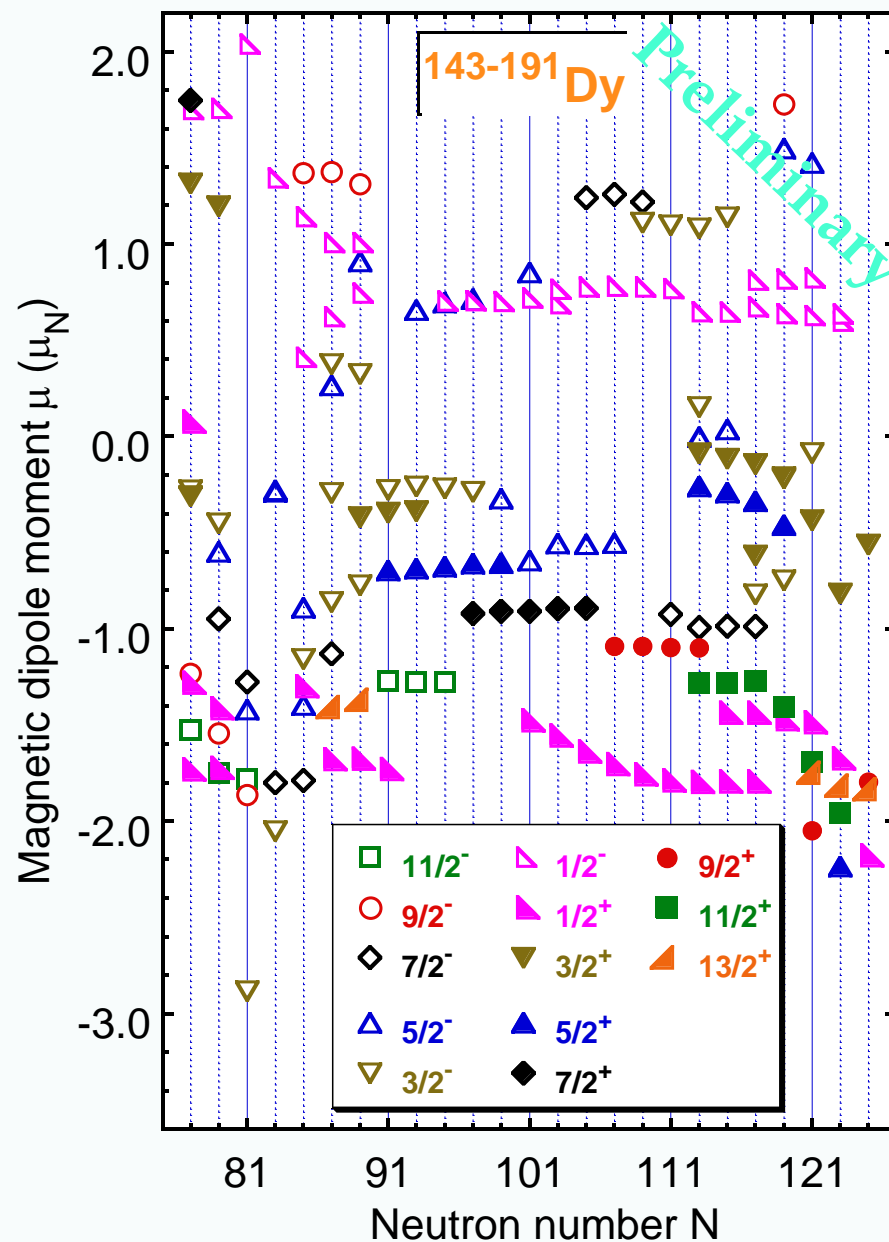 2.0
1.0
0.0
-1.0
-2.0
-3.0
Magnetic dipole moment μ (μ_N)
¹⁴³⁻¹⁹¹Dy
Preliminary
11/2⁻ 1/2⁻ 9/2⁺
9/2⁻ 1/2⁺ 11/2⁺
7/2⁻ 3/2⁺ 13/2⁺
5/2⁻ 5/2⁺
3/2⁻ 7/2⁺
81 91 101 111 121
Neutron number N